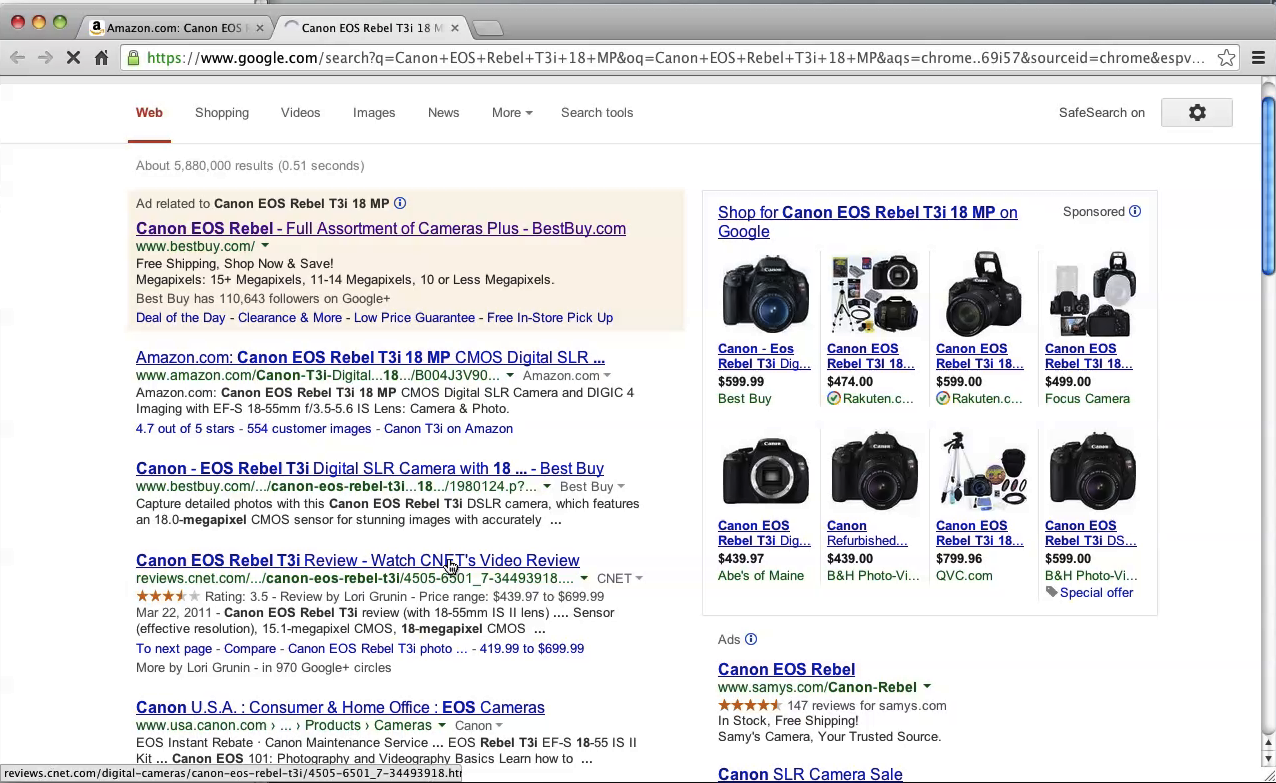 Amazon.com: Canon EOS R
Canon EOS Rebel T3i 18 M
https://www.google.com/search?q=Canon+EOS+Rebel+T3i+18+MP&oq=Canon+EOS+Rebel+T3i+18+MP&aqs=chrome..69i57&sourceid=chrome&espv...
Web Shopping Videos Images News More Search tools SafeSearch on
About 5,880,000 results (0.51 seconds)
Ad related to Canon EOS Rebel T3i 18 MP
Canon EOS Rebel - Full Assortment of Cameras Plus - BestBuy.com
www.bestbuy.com/
Free Shipping, Shop Now & Save!
Megapixels: 15+ Megapixels, 11-14 Megapixels, 10 or Less Megapixels.
Best Buy has 110,643 followers on Google+
Deal of the Day - Clearance & More - Low Price Guarantee - Free In-Store Pick Up
Amazon.com: Canon EOS Rebel T3i 18 MP CMOS Digital SLR ...
www.amazon.com/Canon-T3i-Digital...18.../B004J3V90... Amazon.com
Amazon.com: Canon EOS Rebel T3i 18 MP CMOS Digital SLR Camera and DIGIC 4
Imaging with EF-S 18-55mm f/3.5-5.6 IS Lens: Camera & Photo.
4.7 out of 5 stars - 554 customer images - Canon T3i on Amazon
Canon - EOS Rebel T3i Digital SLR Camera with 18 ... - Best Buy
www.bestbuy.com/.../canon-eos-rebel-t3i...18.../1980124.p?... Best Buy
Capture detailed photos with this Canon EOS Rebel T3i DSLR camera, which features
an 18.0-megapixel CMOS sensor for stunning images with accurately ...
Canon EOS Rebel T3i Review - Watch CNET's Video Review
reviews.cnet.com/.../canon-eos-rebel-t3i/4505-6501_7-34493918.... CNET
Rating: 3.5 - Review by Lori Grunin - Price range: $439.97 to $699.99
Mar 22, 2011 - Canon EOS Rebel T3i review (with 18-55mm IS II lens) .... Sensor
(effective resolution), 15.1-megapixel CMOS, 18-megapixel CMOS ...
To next page - Compare - Canon EOS Rebel T3i photo ... - 419.99 to $699.99
More by Lori Grunin - in 970 Google+ circles
Canon U.S.A. : Consumer & Home Office : EOS Cameras
www.usa.canon.com › ... › Products › Cameras Canon
EOS Instant Rebate · Canon Maintenance Service ... EOS Rebel T3i EF-S 18-55 IS II
Kit ... Canon EOS 101: Photography and Videography Basics Learn how to ...
reviews.cnet.com/digital-cameras/canon-eos-rebel-t3i/4505-6501_7-34493918.htm
Shop for Canon EOS Rebel T3i 18 MP on
Google
Sponsored
Canon - Eos
Rebel T3i Dig...
$599.99
Best Buy
Canon EOS
Rebel T3i 18...
$474.00
Rakuten.c...
Canon EOS
Rebel T3i 18...
$599.00
Rakuten.c...
Canon EOS
Rebel T3i 18...
$499.00
Focus Camera
Canon EOS
Rebel T3i Dig...
$439.97
Abe's of Maine
Canon
Refurbished...
$439.00
B&H Photo-Vi...
Canon EOS
Rebel T3i 18...
$799.96
QVC.com
Canon EOS
Rebel T3i DS...
$599.00
B&H Photo-Vi...
Special offer
Ads
Canon EOS Rebel
www.samys.com/Canon-Rebel
147 reviews for samys.com
In Stock, Free Shipping!
Samy's Camera, Your Trusted Source.
Canon SLR Camera Sale